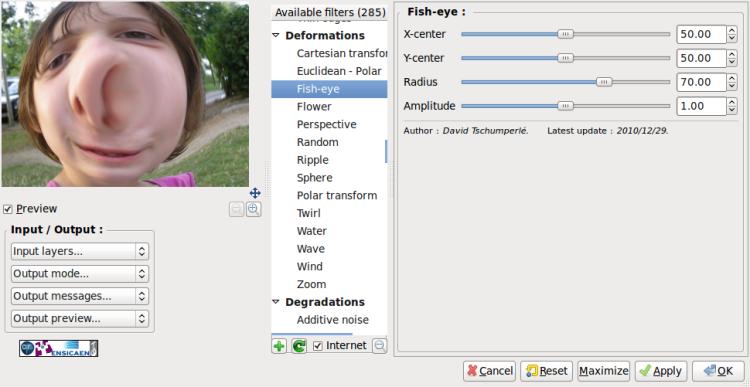 Available filters (285)
Deformations
Euclidean - Polar
Fish-eye
Flower
Perspective
Random
Ripple
Sphere
Polar transform
Twirl
Water
Wave
Wind
Zoom
Degradations
Additive noise
Internet
Fish-eye :
X-center 50.00
Y-center 50.00
Radius 70.00
Amplitude 1.00
Author : David Tschumperlé. Latest update : 2010/12/29.
Preview
Input / Output :
Input layers...
Output mode...
Output messages...
Output preview...
ENSICAEN
Cancel Reset Maximize Apply OK